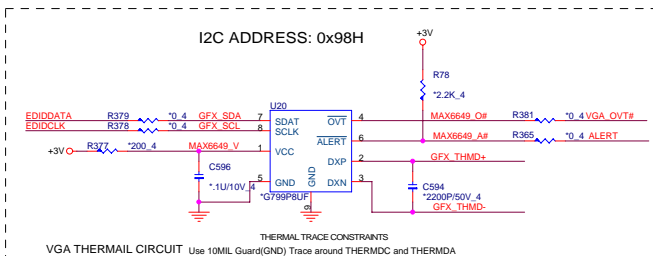 I2C ADDRESS: 0x98H
+3V
R78
*2.2K_4
U20
EDIDDATA R379 *0_4 GFX_SDA 7 SDAT OVT 4 MAX6649_O# R381 *0_4 VGA_OVT#
EDIDCLK R378 *0_4 GFX_SCL 8 SCLK
ALERT 6 MAX6649_A# R365 *0_4 ALERT
+3V R377 *200_4 MAX6649_V 1 VCC
DXP 2 GFX_THMD+
C596
*.1U/10V_4
5 GND GND DXN 3
C594
*2200P/50V_4
*G799P8UF
9
GFX_THMD-
THERMAL TRACE CONSTRAINTS
VGA THERMAIL CIRCUIT Use 10MIL Guard(GND) Trace around THERMDC and THERMDA